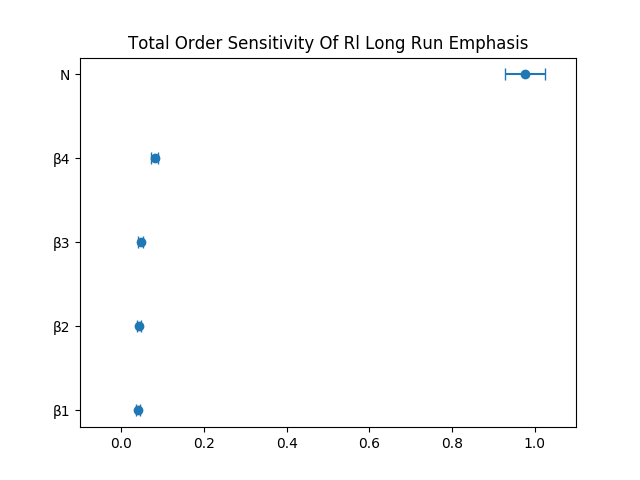 Total Order Sensitivity Of Rl Long Run Emphasis
N
β4
β3
β2
β1
0.0 0.2 0.4 0.6 0.8 1.0